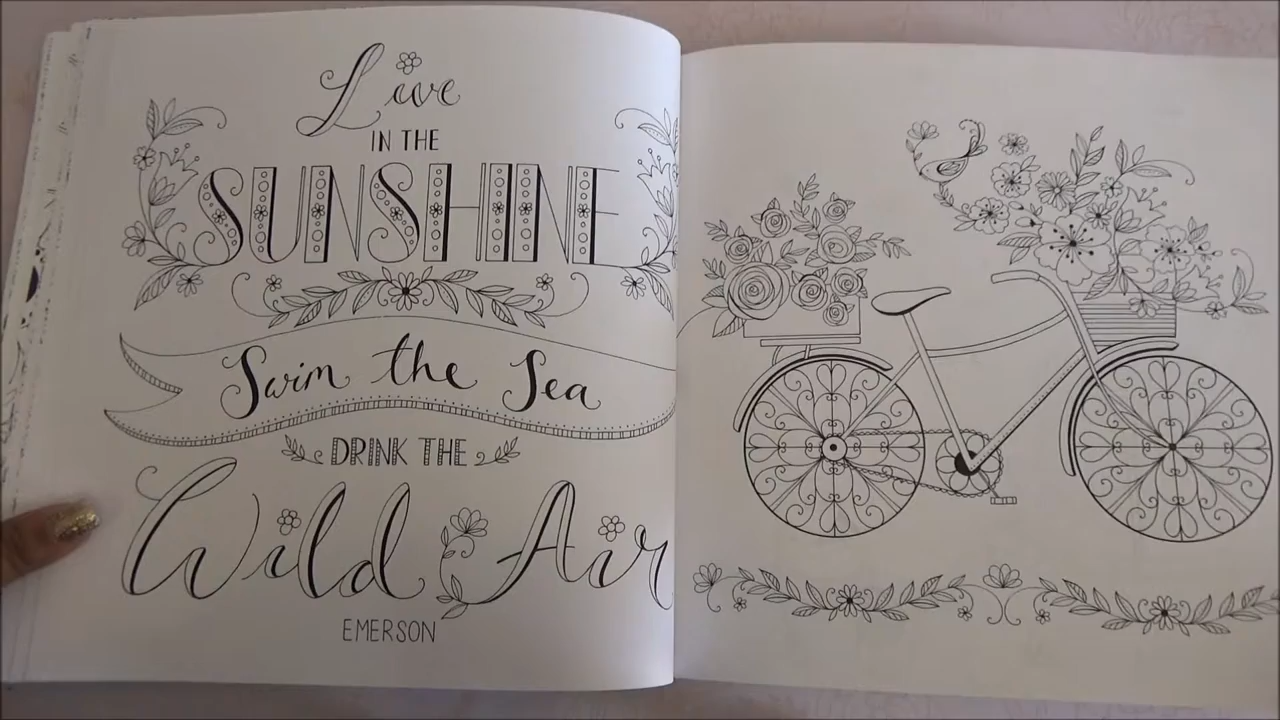 Live
IN THE
SUNSHINE
Swim the Sea
DRINK THE
Wild Air
EMERSON